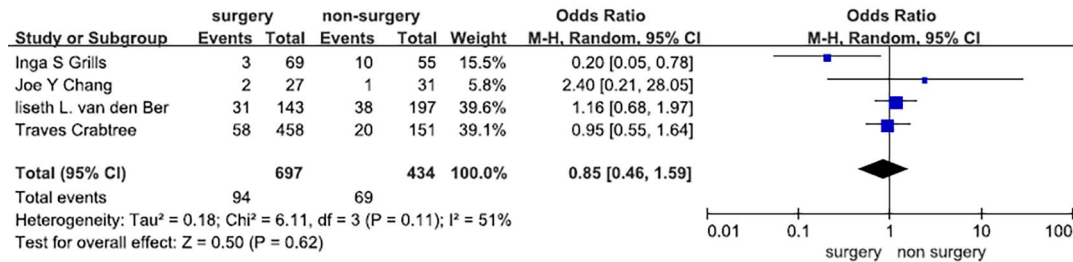 surgery non-surgery Odds Ratio Odds Ratio
Study or Subgroup Events Total Events Total Weight M-H, Random, 95% CI M-H, Random, 95% CI
Inga S Grills 3 69 10 55 15.5% 0.20 [0.05, 0.78]
Joe Y Chang 2 27 1 31 5.8% 2.40 [0.21, 28.05]
liseth L. van den Ber 31 143 38 197 39.6% 1.16 [0.68, 1.97]
Traves Crabtree 58 458 20 151 39.1% 0.95 [0.55, 1.64]
Total (95% CI) 697 434 100.0% 0.85 [0.46, 1.59]
Total events 94 69
Heterogeneity: Tau² = 0.18; Chi² = 6.11, df = 3 (P = 0.11); I² = 51%
Test for overall effect: Z = 0.50 (P = 0.62)
0.01 0.1 1 10 100
surgery non surgery